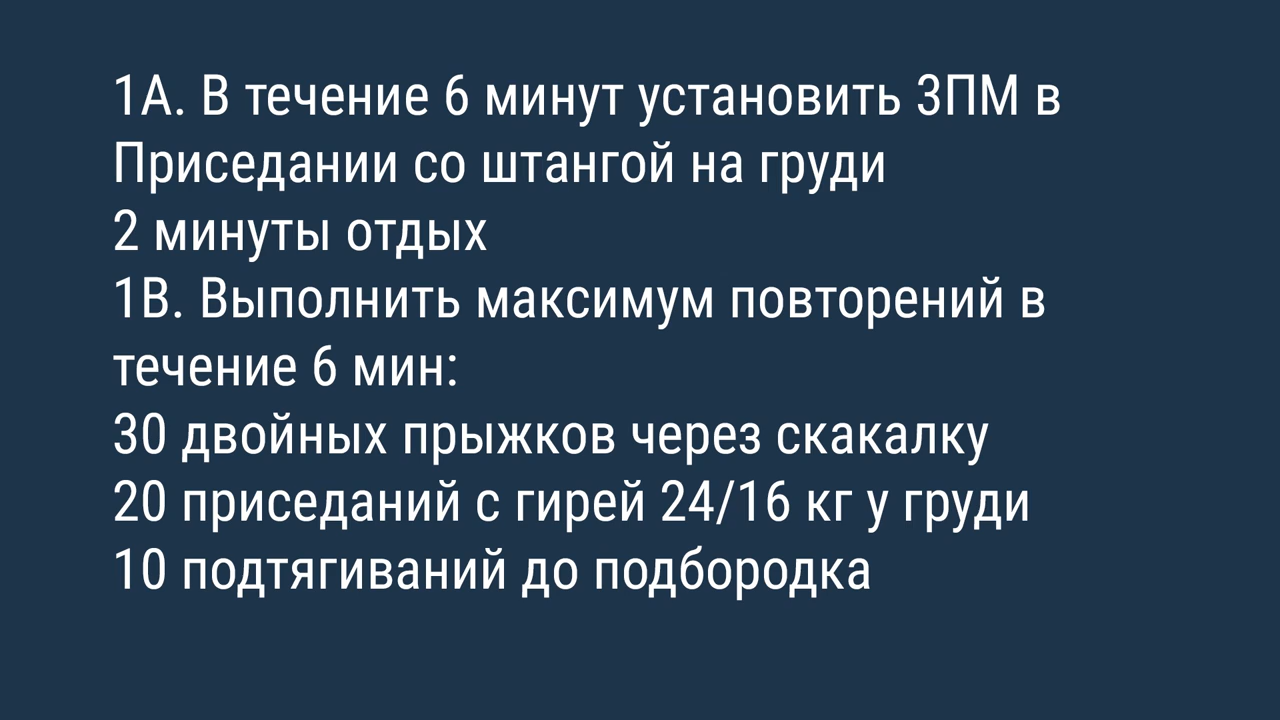 1А. В течение 6 минут установить 3ПМ в
Приседании со штангой на груди
2 минуты отдых
1В. Выполнить максимум повторений в
течение 6 мин:
30 двойных прыжков через скакалку
20 приседаний с гирей 24/16 кг у груди
10 подтягиваний до подбородка